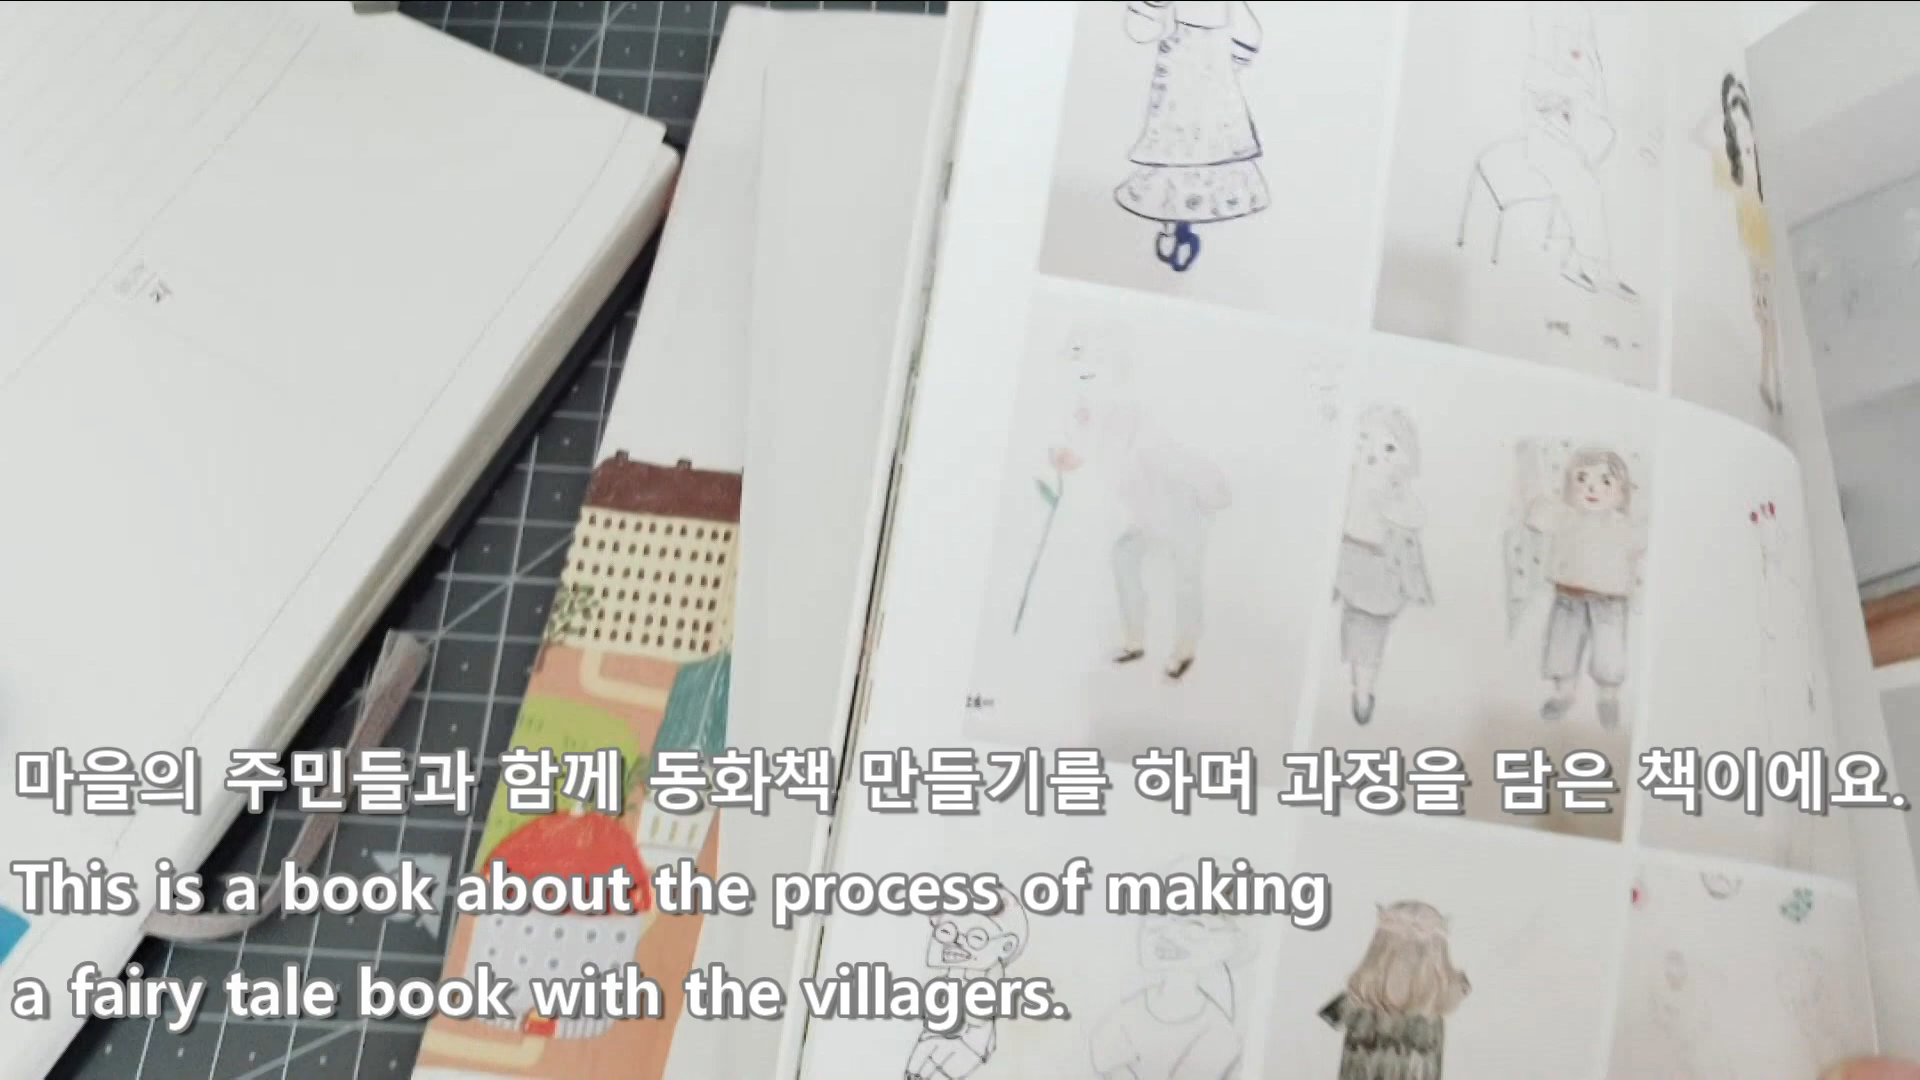 마을의 주민들과 함께 동화책 만들기를 하며 과정을 담은 책이에요.
This is a book about the process of making
a fairy tale book with the villagers.